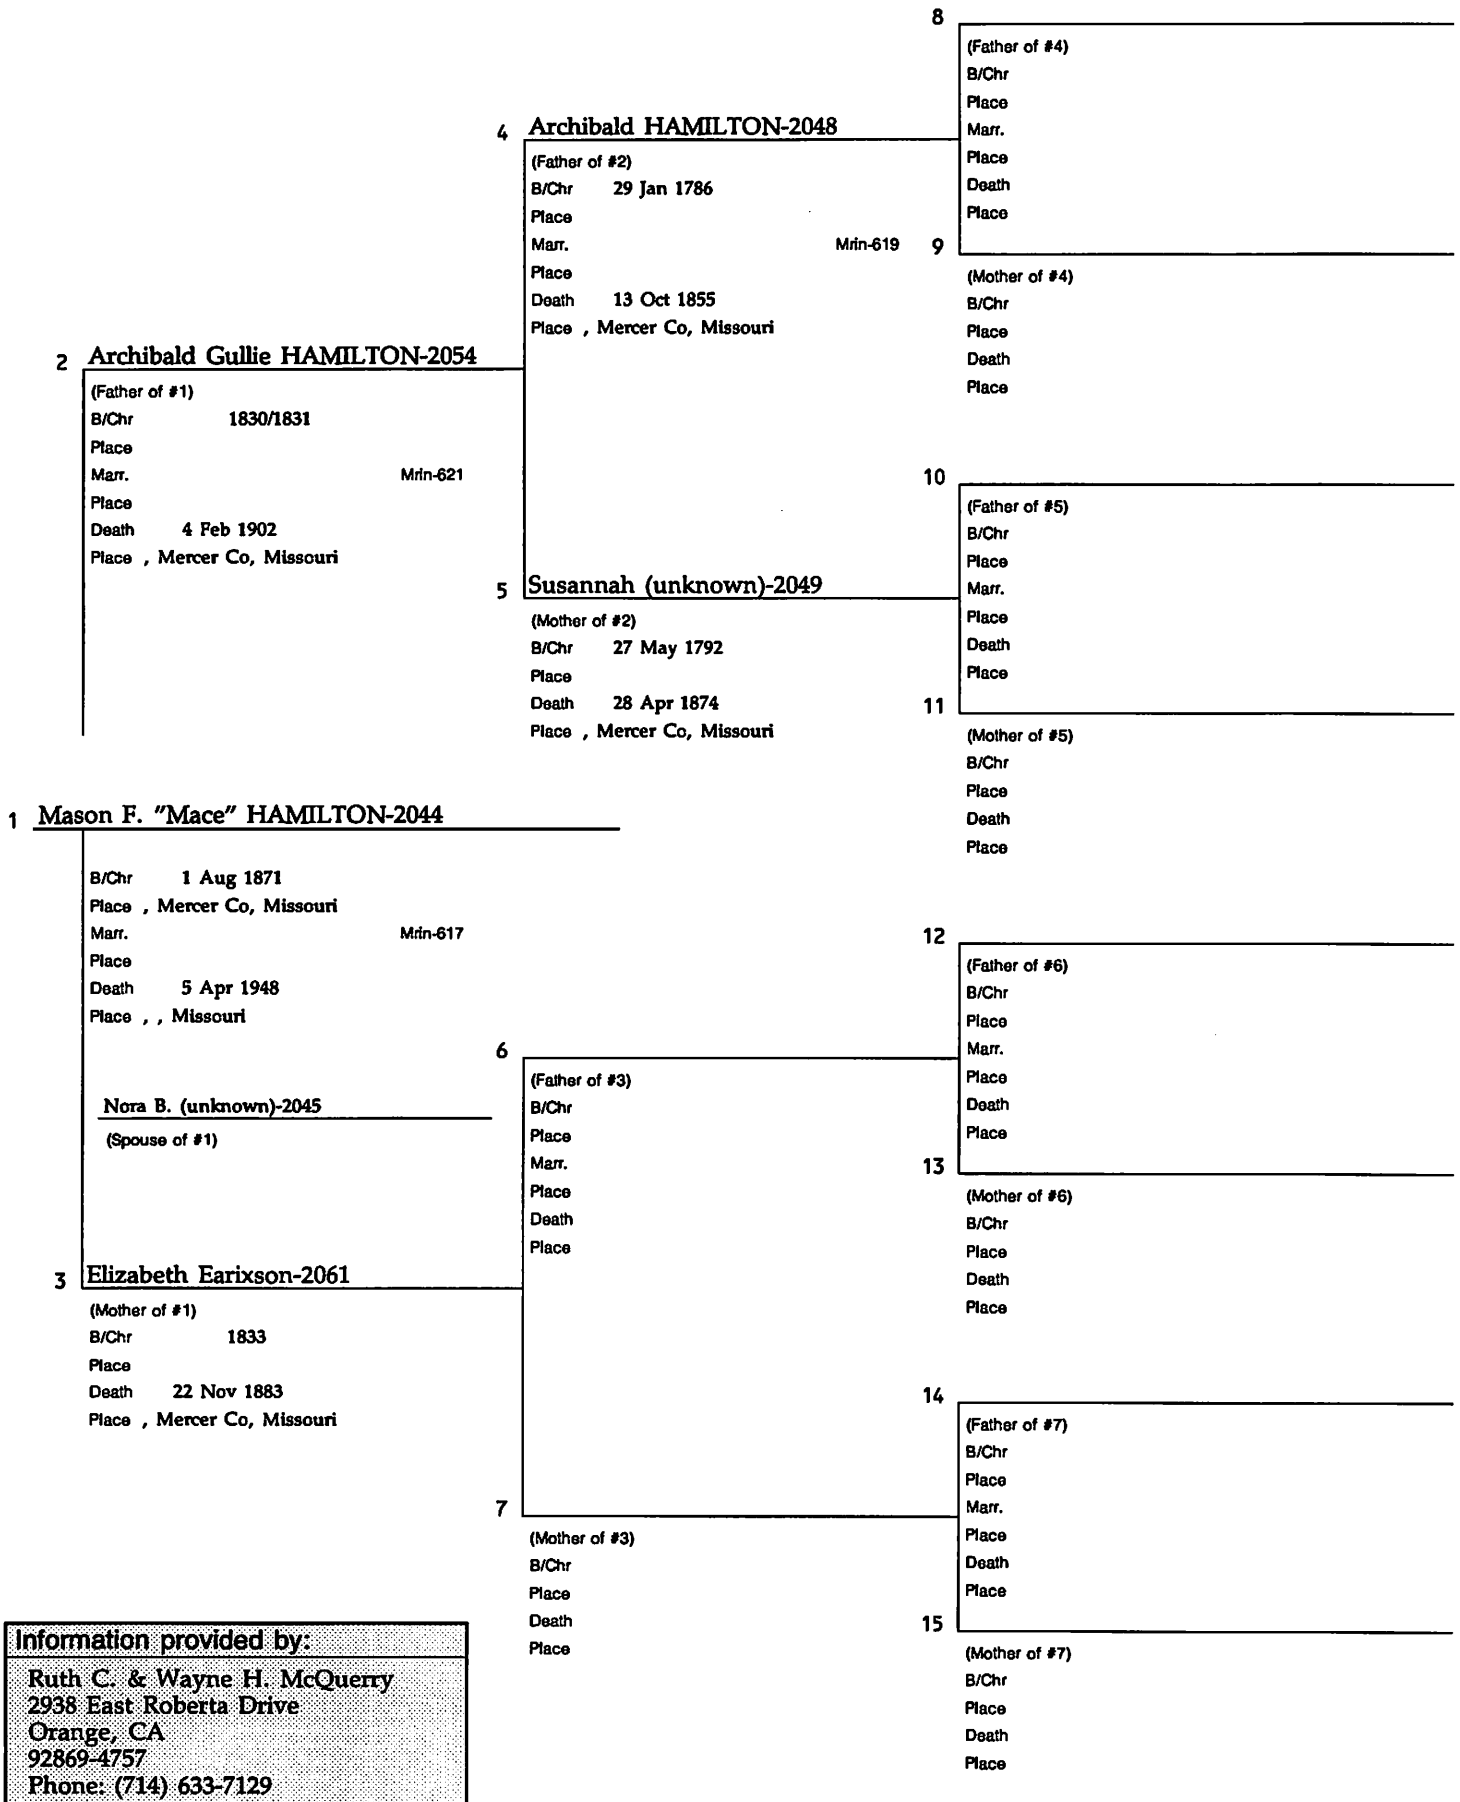 2 Archibald Gullie HAMILTON-2054
(Father of #1)
B/Chr 1830/1831
Place
Marr. Mrin-621
Place
Death 4 Feb 1902
Place , Mercer Co, Missouri
1 Mason F. "Mace" HAMILTON-2044
B/Chr 1 Aug 1871
Place , Mercer Co, Missouri
Marr. Mrin-617
Place
Death 5 Apr 1948
Place , , Missouri
Nora B. (unknown)-2045
(Spouse of #1)
3 Elizabeth Earixson-2061
(Mother of #1)
B/Chr 1833
Place
Death 22 Nov 1883
Place , Mercer Co, Missouri
Information provided by:
Ruth C. & Wayne H. McQuerry
2938 East Roberta Drive
Orange, CA
92869-4757
Phone: (714) 633-7129
4 Archibald HAMILTON-2048
(Father of #2)
B/Chr 29 Jan 1786
Place
Marr. Mrin-619
Place
Death 13 Oct 1855
Place , Mercer Co, Missouri
5 Susannah (unknown)-2049
(Mother of #2)
B/Chr 27 May 1792
Place
Death 28 Apr 1874
Place , Mercer Co, Missouri
6
(Father of #3)
B/Chr
Place
Marr.
Place
Death
Place
7
(Mother of #3)
B/Chr
Place
Death
Place
8
(Father of #4)
B/Chr
Place
Marr.
Place
Death
Place
9
(Mother of #4)
B/Chr
Place
Death
Place
10
(Father of #5)
B/Chr
Place
Marr.
Place
Death
Place
11
(Mother of #5)
B/Chr
Place
Death
Place
12
(Father of #6)
B/Chr
Place
Marr.
Place
Death
Place
13
(Mother of #6)
B/Chr
Place
Death
Place
14
(Father of #7)
B/Chr
Place
Marr.
Place
Death
Place
15
(Mother of #7)
B/Chr
Place
Death
Place